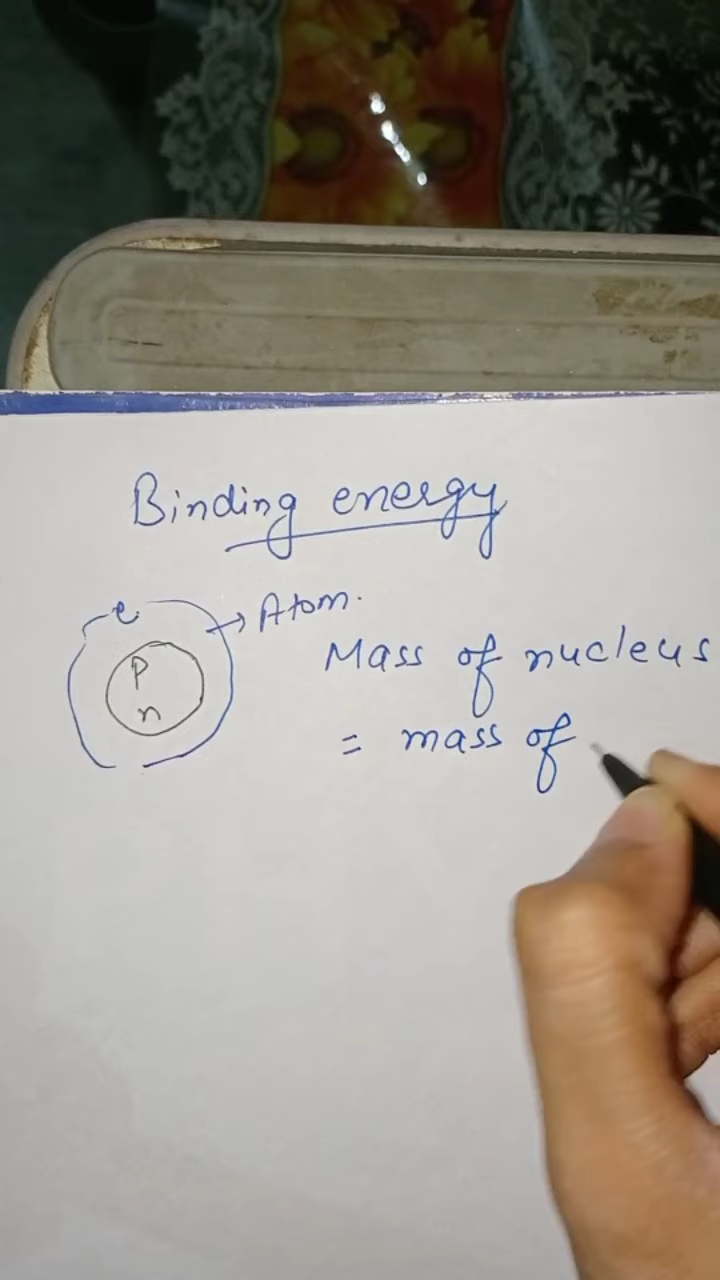 Binding energy
e
→ Atom.
P
n
Mass of nucleus
= mass of